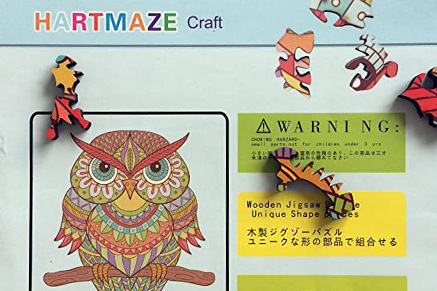 HARTMAZE Craft
WARNING:
CHOKING HARZARD-
small parts.not for children under 3 yrs
Wooden Jigsaw
Unique Shape
木製ジグソーパズル
ユニークな形の部品で組合せる